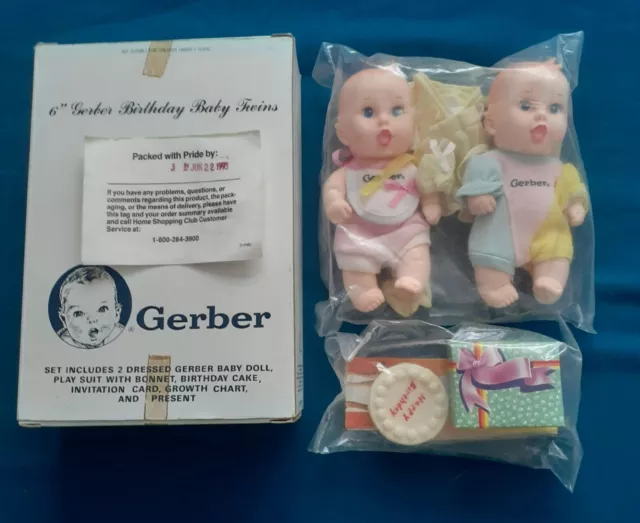 6" Gerber Birthday Baby Twins
Packed with Pride by:
JUN 22 1993
If you have any problems, questions, or
comments regarding this product, the pack-
aging, or the means of delivery, please have
this tag and your order summary available
and call Home Shopping Club Customer
Service at:
1-800-284-3900
Gerber
SET INCLUDES 2 DRESSED GERBER BABY DOLL,
PLAY SUIT WITH BONNET, BIRTHDAY CAKE,
INVITATION CARD, GROWTH CHART,
AND PRESENT
Gerber
Gerber
Happy
Birthday